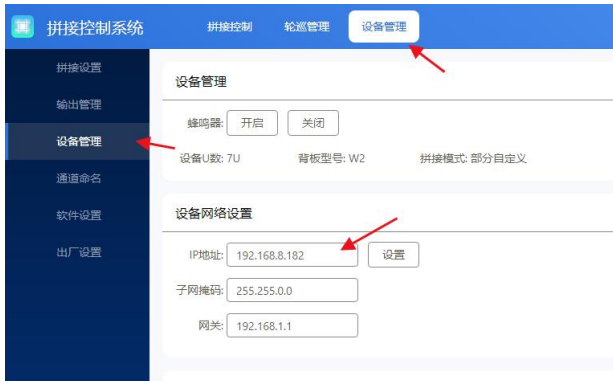 拼接控制系统 拼接控制 轮巡管理 设备管理
拼接设置
输出管理
设备管理
通道命名
软件设置
出厂设置
设备管理
蜂鸣器: 开启 关闭
设备U数: 7U 背板型号: W2 拼接模式: 部分自定义
设备网络设置
IP地址: 192.168.8.182 设置
子网掩码: 255.255.0.0
网关: 192.168.1.1